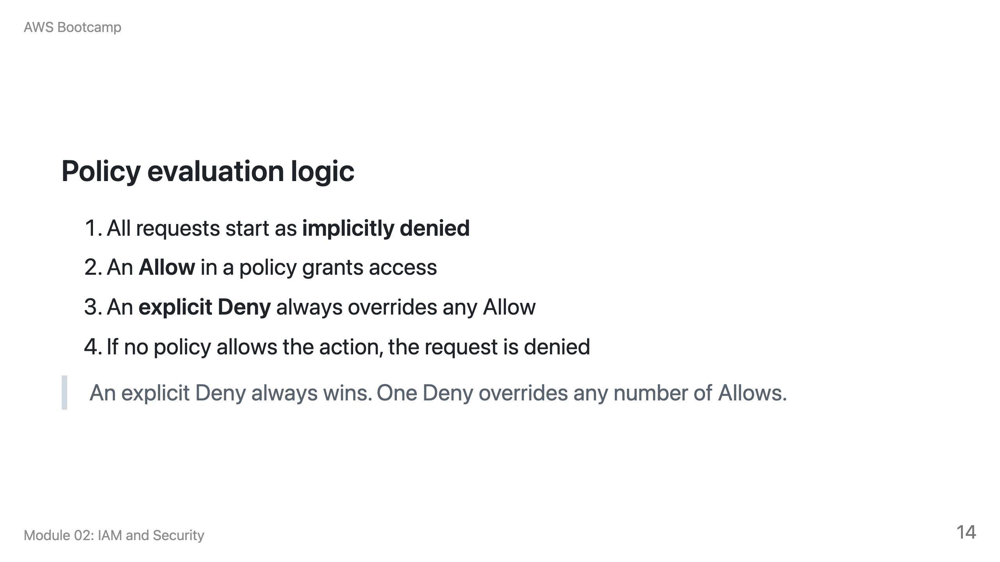 AWS Bootcamp
Policy evaluation logic
1. All requests start as implicitly denied
2. An Allow in a policy grants access
3. An explicit Deny always overrides any Allow
4. If no policy allows the action, the request is denied
An explicit Deny always wins. One Deny overrides any number of Allows.
Module 02: IAM and Security
14